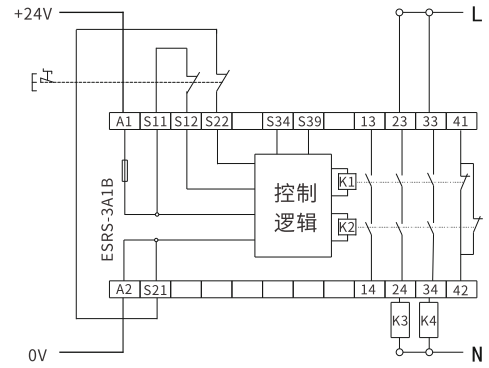 +24V
L
A1 S11 S12 S22 S34 S39 13 23 33 41
ESRS-3A1B
控制
逻辑
K1
K2
A2 S21 14 24 34 42
K3 K4
0V
N